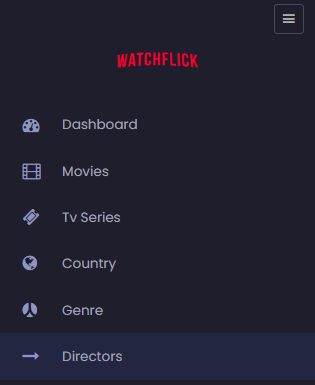 WATCHFLICK
Dashboard
Movies
Tv Series
Country
Genre
Directors